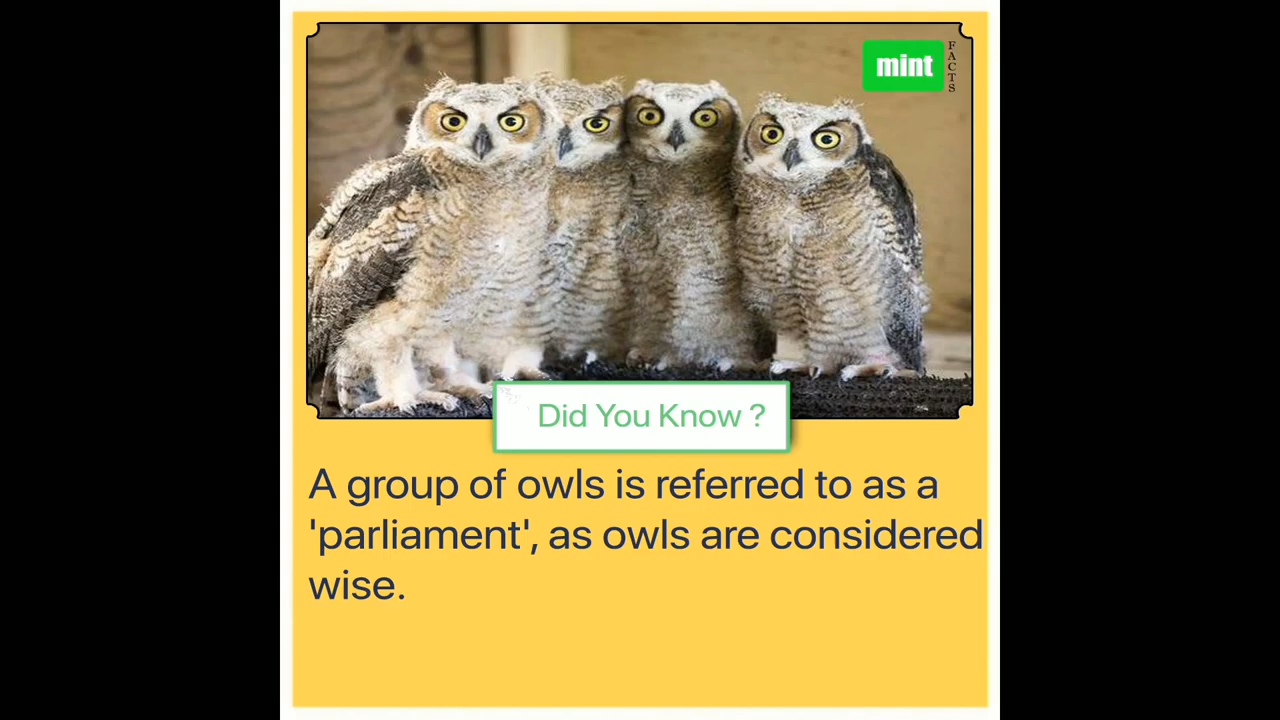 mint
FACTS
Did You Know ?
A group of owls is referred to as a
'parliament', as owls are considered
wise.